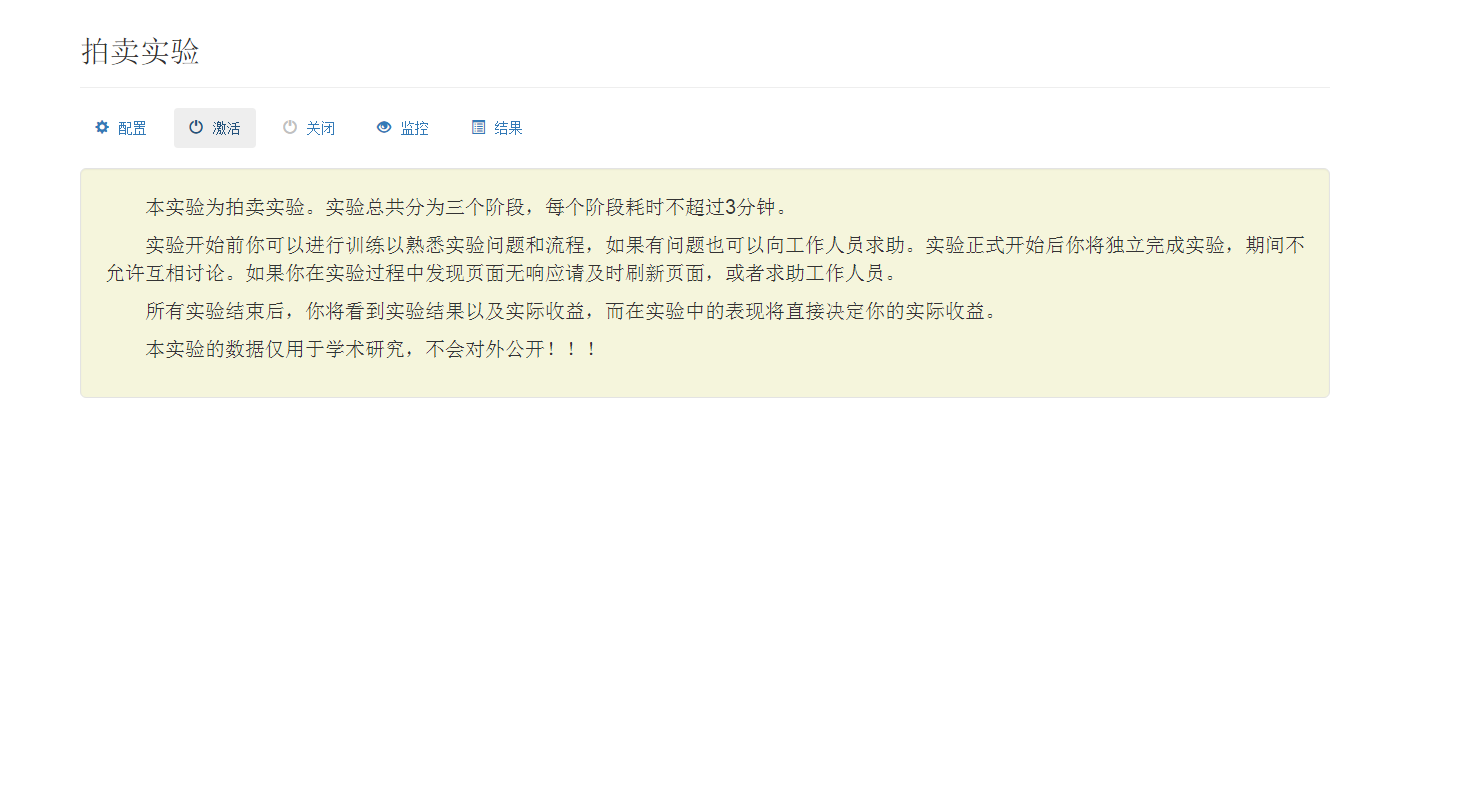 拍卖实验
配置 激活 关闭 监控 结果
本实验为拍卖实验。实验总共分为三个阶段，每个阶段耗时不超过3分钟。
实验开始前你可以进行训练以熟悉实验问题和流程，如果有问题也可以向工作人员求助。实验正式开始后你将独立完成实验，期间不
允许互相讨论。如果你在实验过程中发现页面无响应请及时刷新页面，或者求助工作人员。
所有实验结束后，你将看到实验结果以及实际收益，而在实验中的表现将直接决定你的实际收益。
本实验的数据仅用于学术研究，不会对外公开！！！